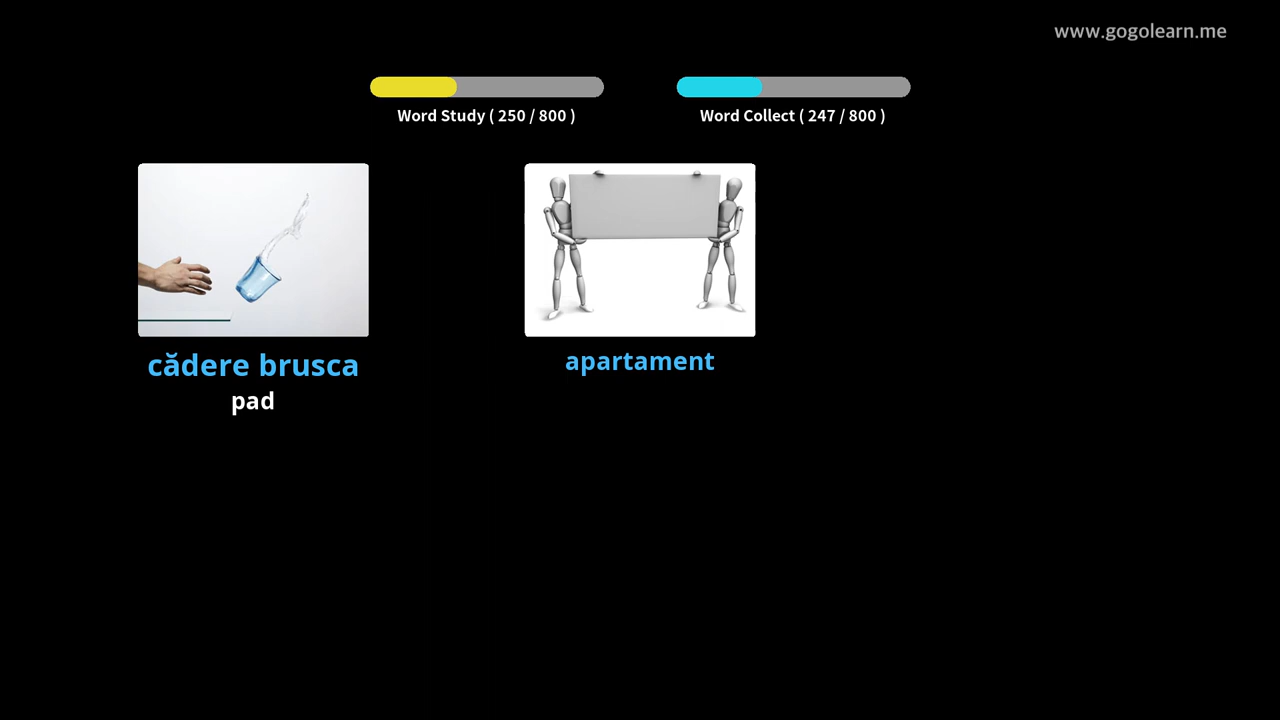 www.gogolearn.me
Word Study ( 250 / 800 )
Word Collect ( 247 / 800 )
cădere brusca
pad
apartament